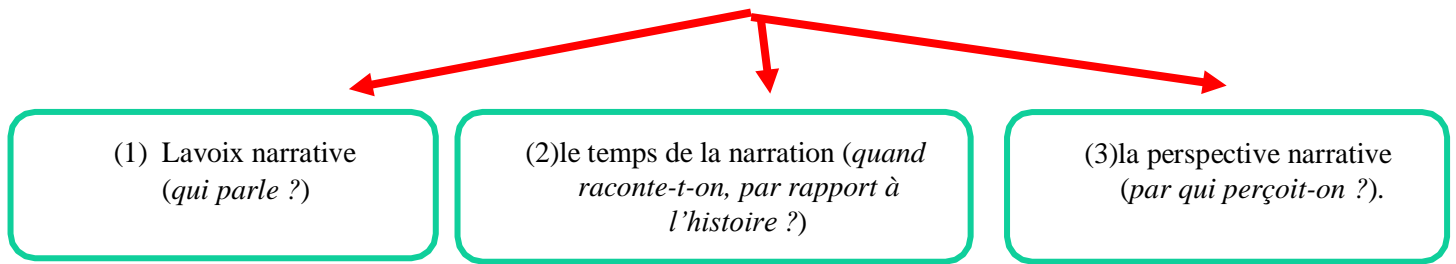 (1) Lavoix narrative
(qui parle ?)
(2)le temps de la narration (quand
raconte-t-on, par rapport à
l’histoire ?)
(3)la perspective narrative
(par qui perçoit-on ?).